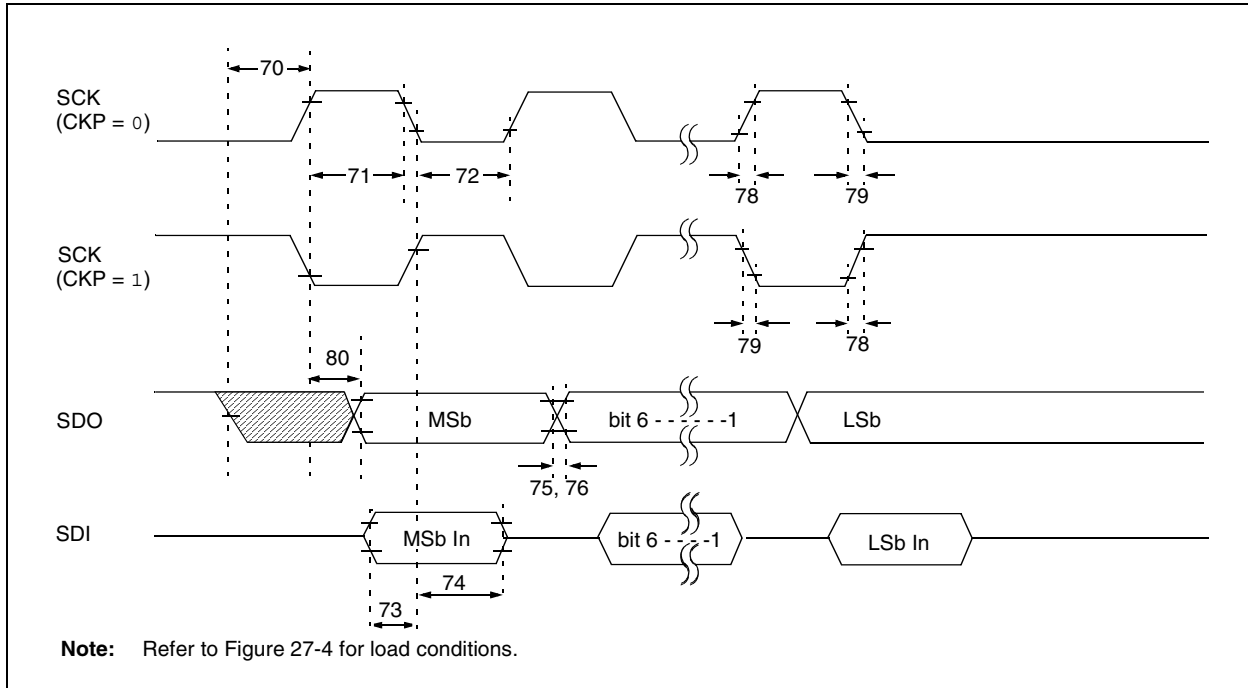 70
SCK
(CKP = 0)
71
72
78
79
SCK
(CKP = 1)
79
78
80
SDO
MSb
bit 6 - - - - - -1
LSb
75, 76
SDI
MSb In
bit 6 - - - - -1
LSb In
74
73
Note: Refer to Figure 27-4 for load conditions.